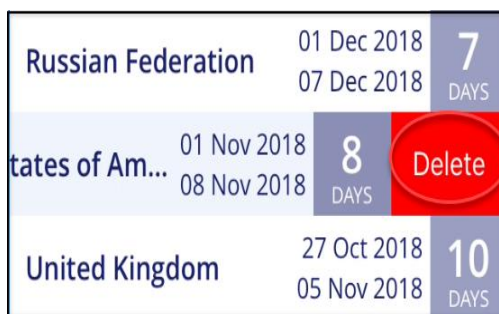 Russian Federation
01 Dec 2018
07 Dec 2018
7
DAYS
tates of Am...
01 Nov 2018
08 Nov 2018
8
DAYS
Delete
United Kingdom
27 Oct 2018
05 Nov 2018
10
DAYS